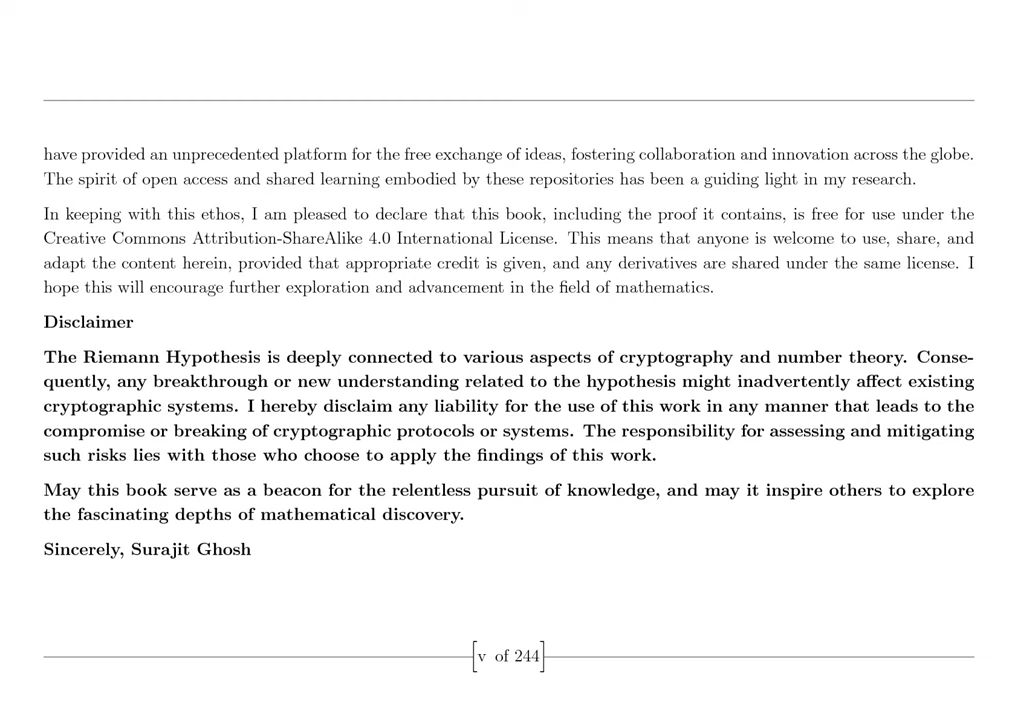 have provided an unprecedented platform for the free exchange of ideas, fostering collaboration and innovation across the globe.
The spirit of open access and shared learning embodied by these repositories has been a guiding light in my research.
In keeping with this ethos, I am pleased to declare that this book, including the proof it contains, is free for use under the
Creative Commons Attribution-ShareAlike 4.0 International License. This means that anyone is welcome to use, share, and
adapt the content herein, provided that appropriate credit is given, and any derivatives are shared under the same license. I
hope this will encourage further exploration and advancement in the field of mathematics.
Disclaimer
The Riemann Hypothesis is deeply connected to various aspects of cryptography and number theory. Conse-
quently, any breakthrough or new understanding related to the hypothesis might inadvertently affect existing
cryptographic systems. I hereby disclaim any liability for the use of this work in any manner that leads to the
compromise or breaking of cryptographic protocols or systems. The responsibility for assessing and mitigating
such risks lies with those who choose to apply the findings of this work.
May this book serve as a beacon for the relentless pursuit of knowledge, and may it inspire others to explore
the fascinating depths of mathematical discovery.
Sincerely, Surajit Ghosh
[v of 244]